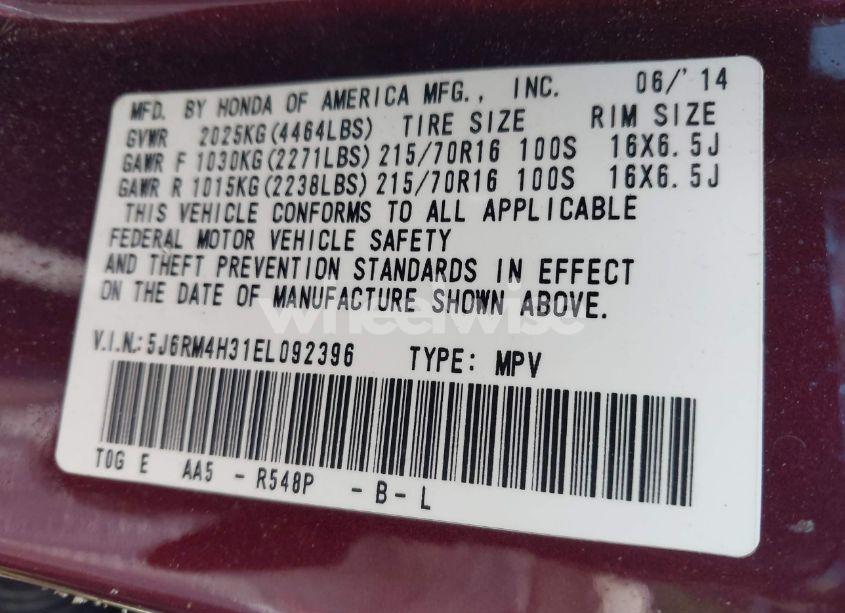 MFD. BY HONDA OF AMERICA MFG., INC. 06/'14
GVWR 2025KG(4464LBS) TIRE SIZE RIM SIZE
GAWR F 1030KG(2271LBS) 215/70R16 100S 16X6.5J
GAWR R 1015KG(2238LBS) 215/70R16 100S 16X6.5J
THIS VEHICLE CONFORMS TO ALL APPLICABLE
FEDERAL MOTOR VEHICLE SAFETY
AND THEFT PREVENTION STANDARDS IN EFFECT
ON THE DATE OF MANUFACTURE SHOWN ABOVE.
wheelwise
V.I.N.: 5J6RM4H31EL092396 TYPE: MPV
TOG E AA5 - R548P - B - L